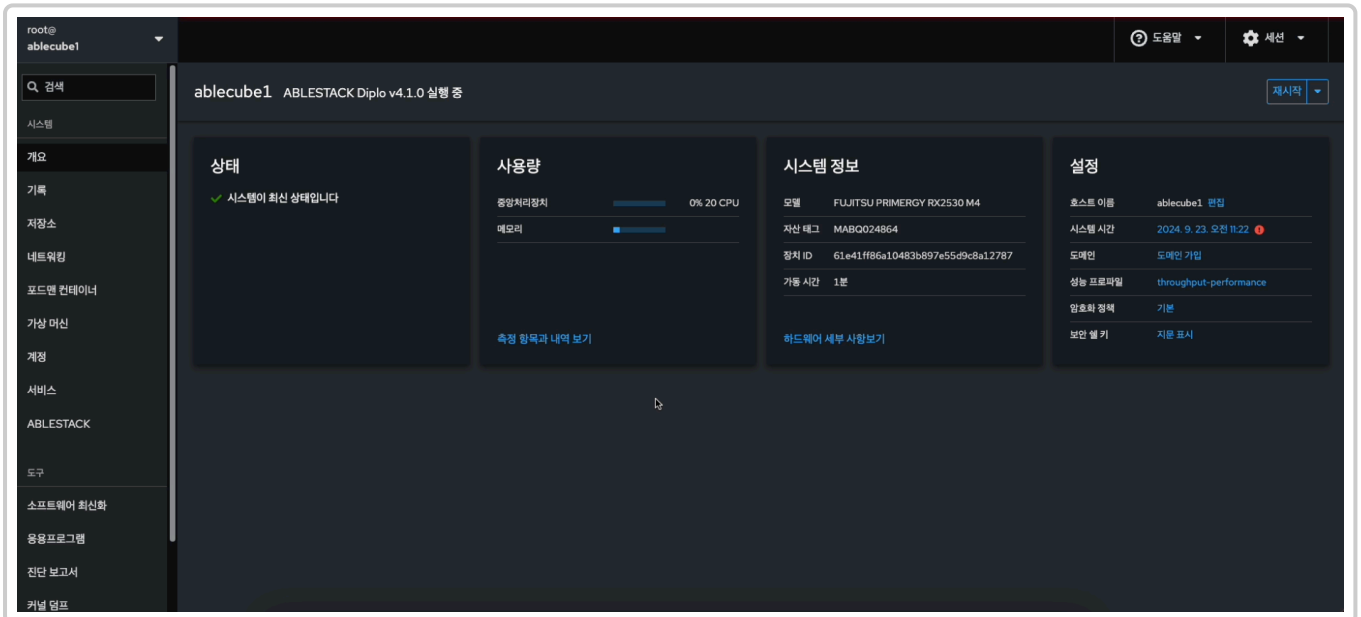 root@
ablecube1
도움말
세션
검색
ablecube1 ABLESTACK Diplo v4.1.0 실행 중
재시작
시스템
개요
기록
저장소
네트워킹
포드맨 컨테이너
가상 머신
계정
서비스
ABLESTACK
도구
소프트웨어 최신화
응용프로그램
진단 보고서
커널 덤프
상태
시스템이 최신 상태입니다
사용량
중앙처리장치 0% 20 CPU
메모리
측정 항목과 내역 보기
시스템 정보
모델 FUJITSU PRIMERGY RX2530 M4
자산 태그 MABQ024864
장치 ID 61e41ff86a10483b897e55d9c8a12787
가동 시간 1분
하드웨어 세부 사항보기
설정
호스트 이름 ablecube1 편집
시스템 시간 2024. 9. 23. 오전 11:22
도메인 도메인 가입
성능 프로파일 throughput-performance
암호화 정책 기본
보안 쉘 키 지문 표시